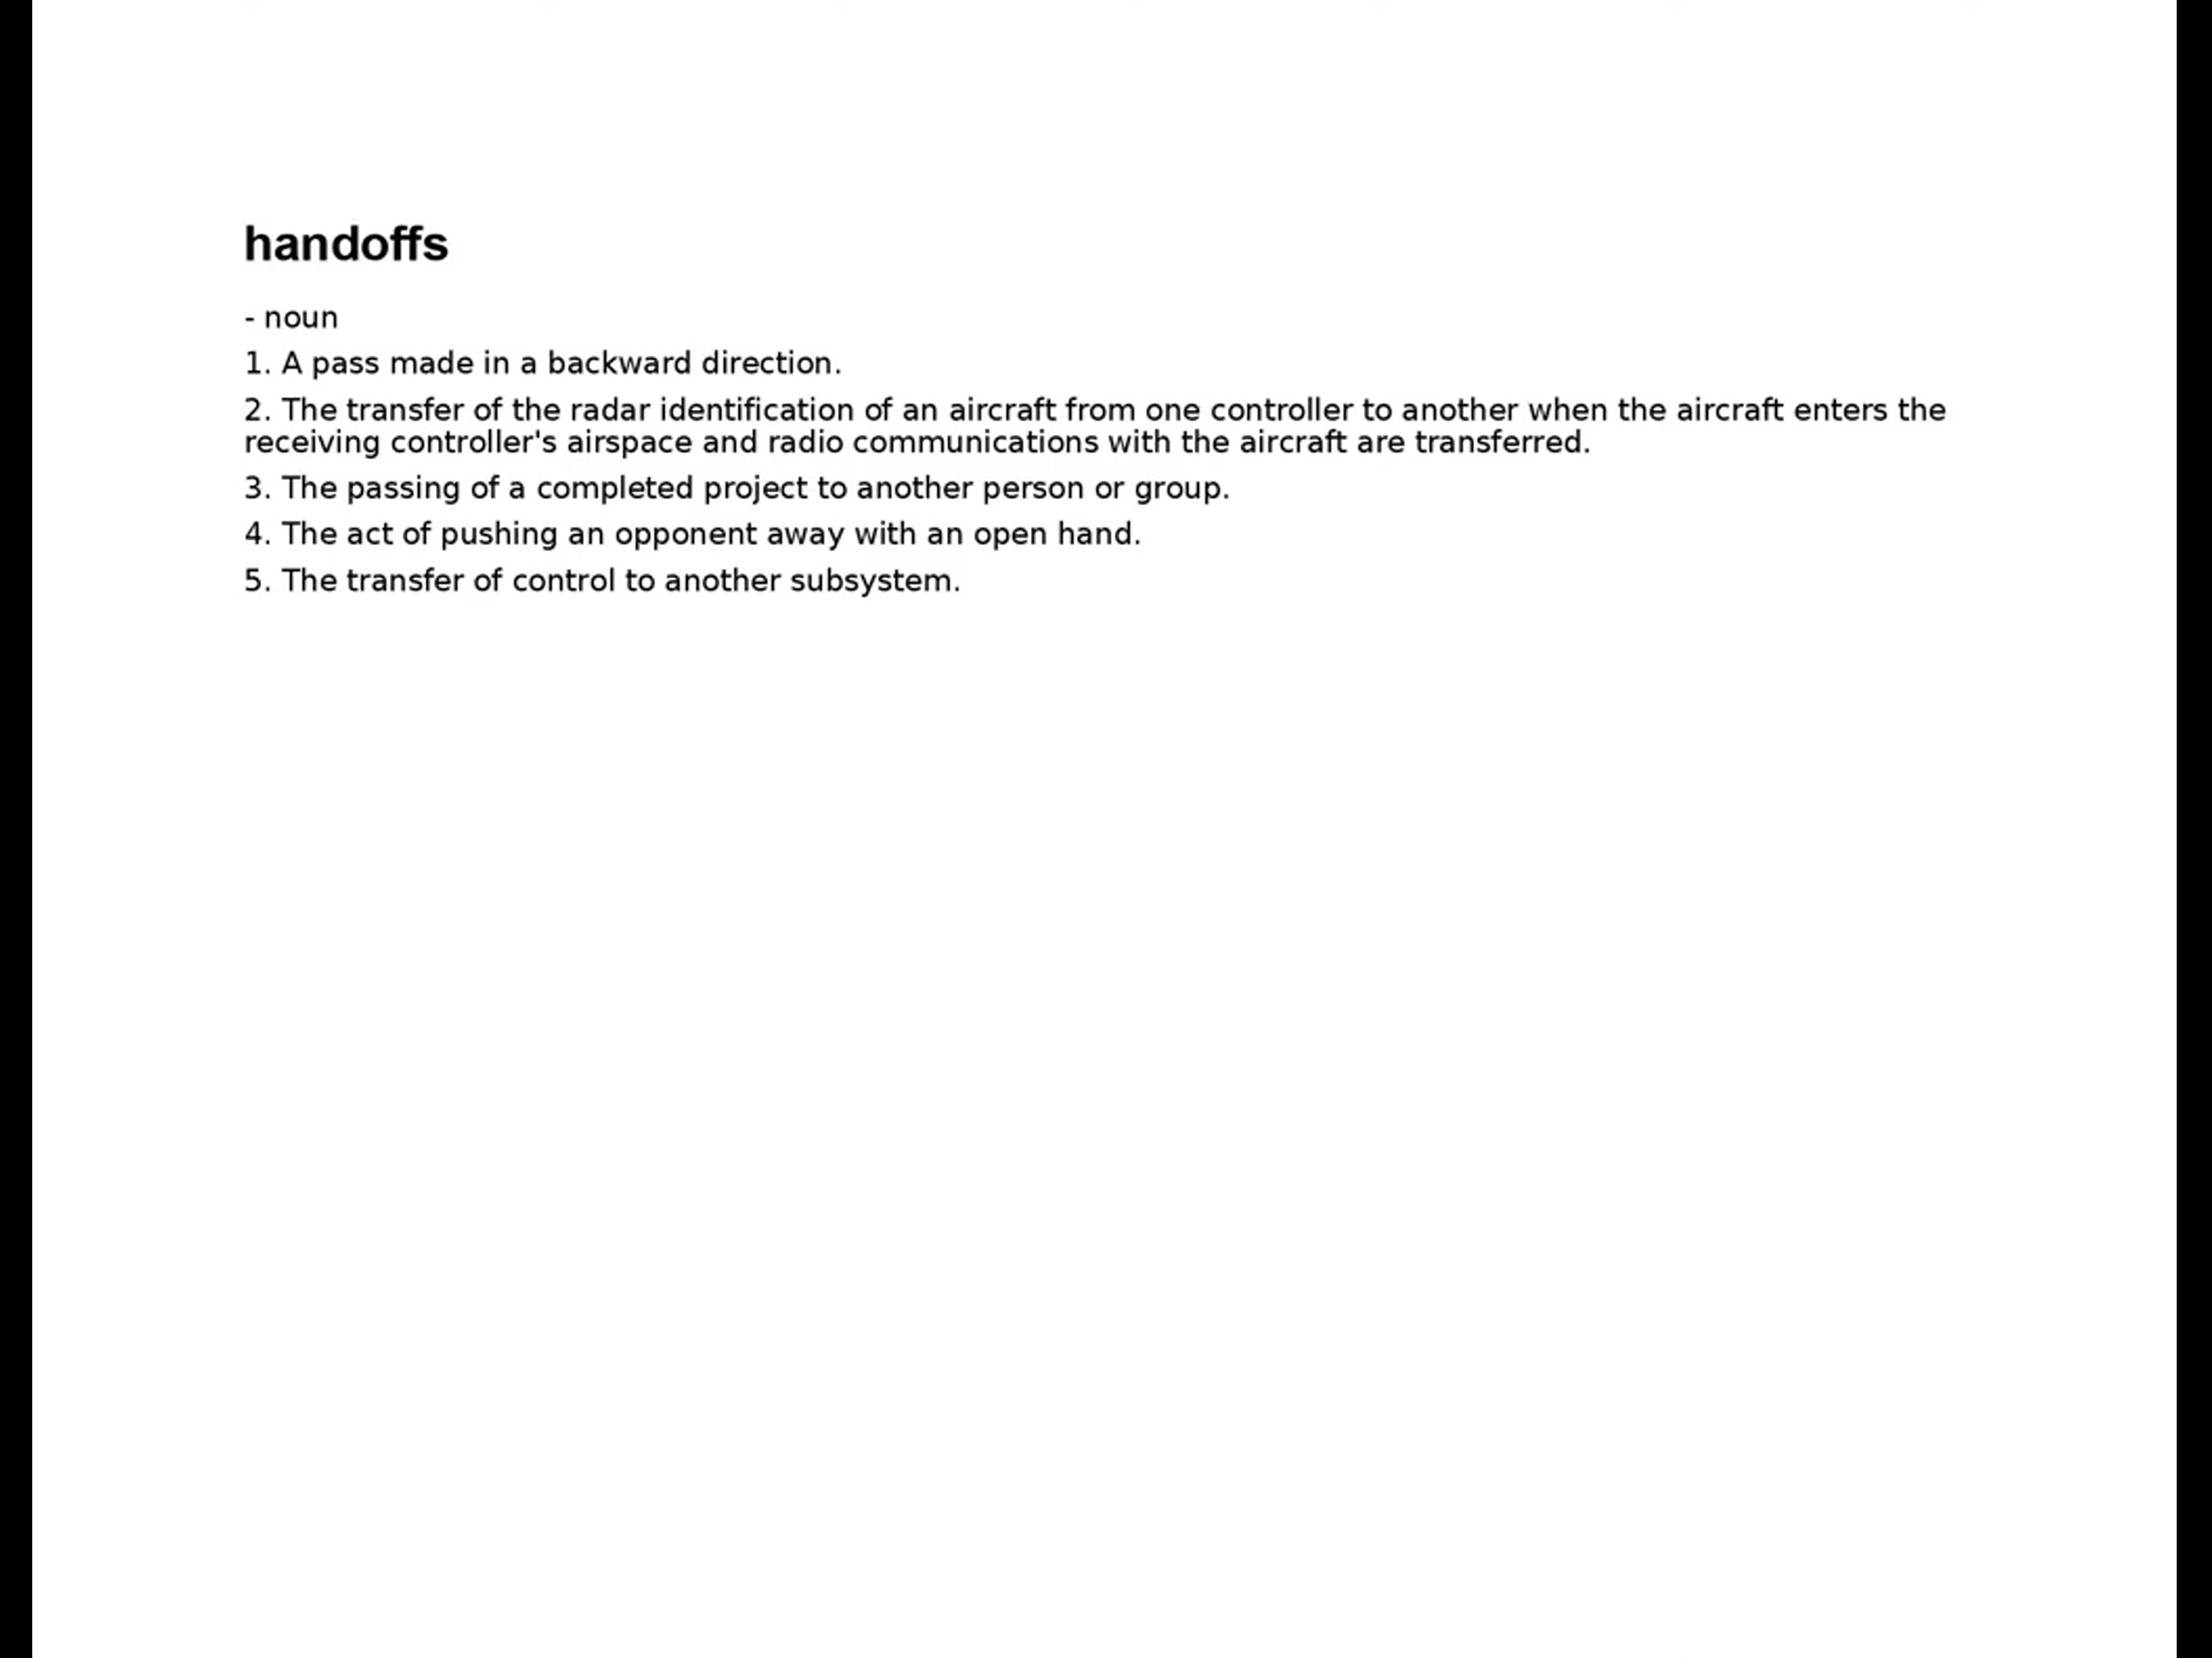 handoffs
- noun
1. A pass made in a backward direction.
2. The transfer of the radar identification of an aircraft from one controller to another when the aircraft enters the
receiving controller's airspace and radio communications with the aircraft are transferred.
3. The passing of a completed project to another person or group.
4. The act of pushing an opponent away with an open hand.
5. The transfer of control to another subsystem.